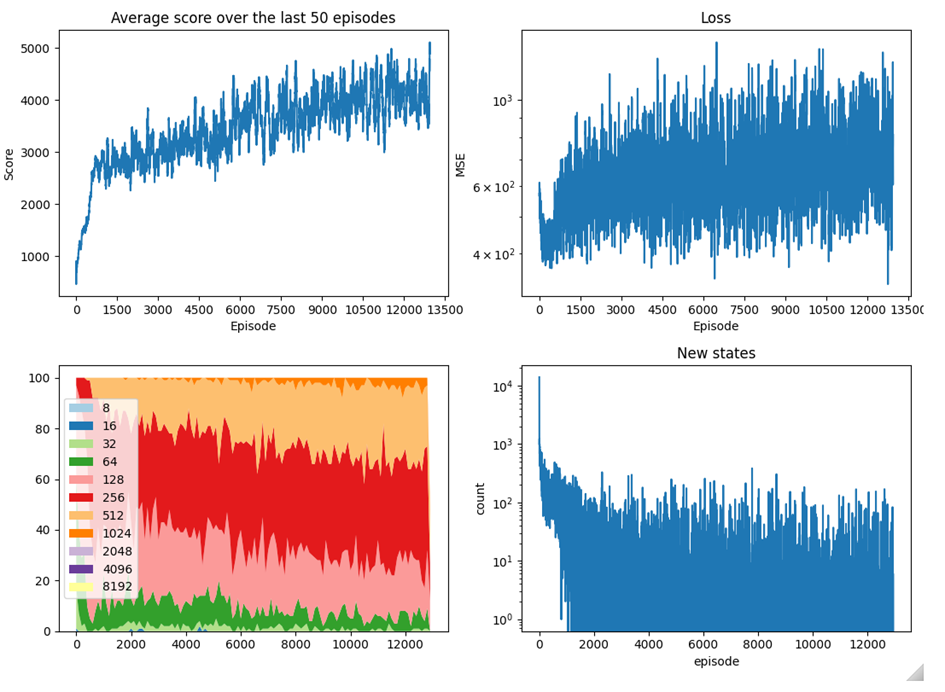 Average score over the last 50 episodes
5000
4000
3000
2000
1000
Score
0 1500 3000 4500 6000 7500 9000 10500 12000 13500
Episode
Loss
10³
6 × 10²
4 × 10²
MSE
0 1500 3000 4500 6000 7500 9000 10500 12000 1350
Episode
100
80
60
40
20
0
8
16
32
64
128
256
512
1024
2048
4096
8192
0 2000 4000 6000 8000 10000 12000
New states
10⁴
10³
10²
10¹
10⁰
count
0 2000 4000 6000 8000 10000 12000
episode